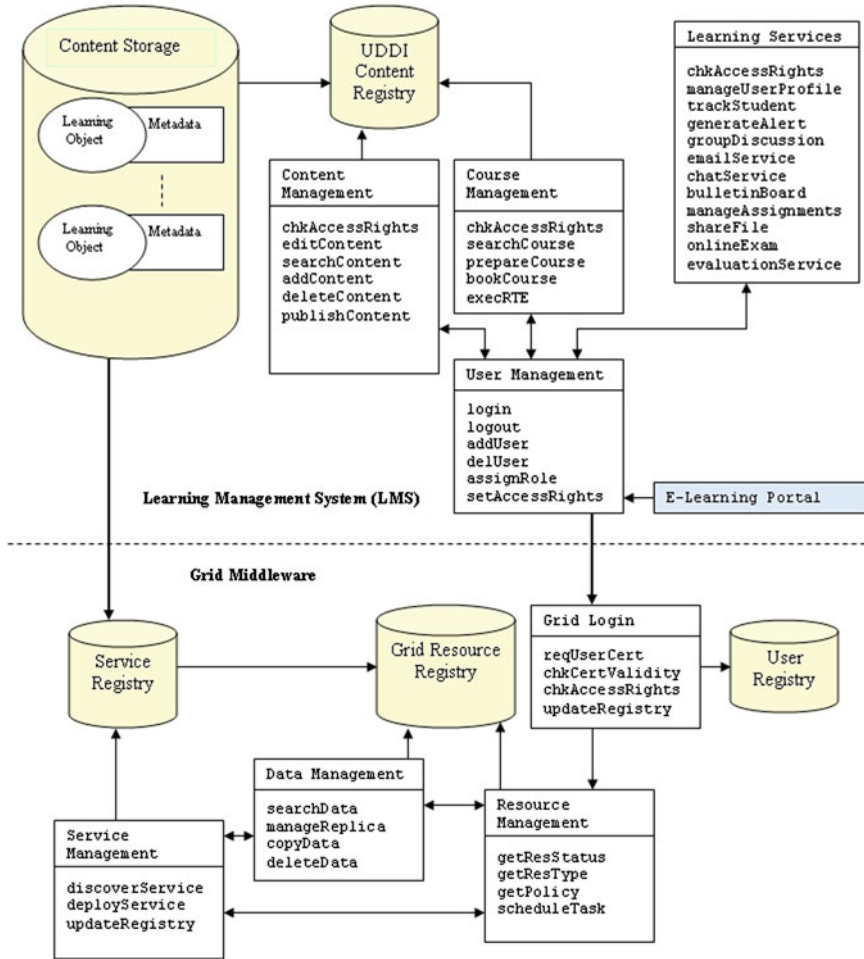 Content Storage
Learning
Object
Metadata
Learning
Object
Metadata
UDDI
Content
Registry
Learning Services
chkAccessRights
manageUserProfile
trackStudent
generateAlert
groupDiscussion
emailService
chatService
bulletinBoard
manageAssignments
shareFile
onlineExam
evaluationService
Content
Management
chkAccessRights
editContent
searchContent
addContent
deleteContent
publishContent
Course
Management
chkAccessRights
searchCourse
prepareCourse
bookCourse
execRTE
User Management
login
logout
addUser
delUser
assignRole
setAccessRights
Learning Management System (LMS)
E-Learning Portal
Grid Middleware
Service
Registry
Grid Resource
Registry
Grid Login
reqUserCert
chkCertValidity
chkAccessRights
updateRegistry
User
Registry
Data Management
searchData
manageReplica
copyData
deleteData
Service
Management
discoverService
deployService
updateRegistry
Resource
Management
getResStatus
getResType
getPolicy
scheduleTask